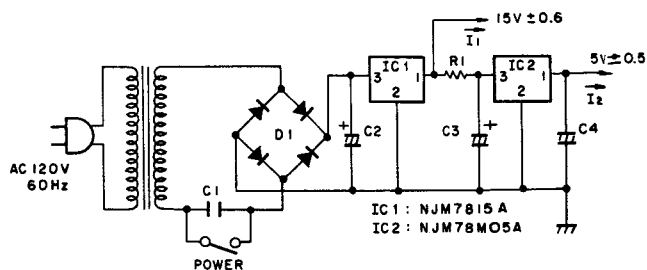 15V ± 0.6
I1
5V ± 0.5
I2
3 IC1 1
2
R1
3 IC2 1
2
D1
+
C2
C3
+
C4
AC 120V
60Hz
C1
POWER
IC1 : NJM7815A
IC2 : NJM78M05A